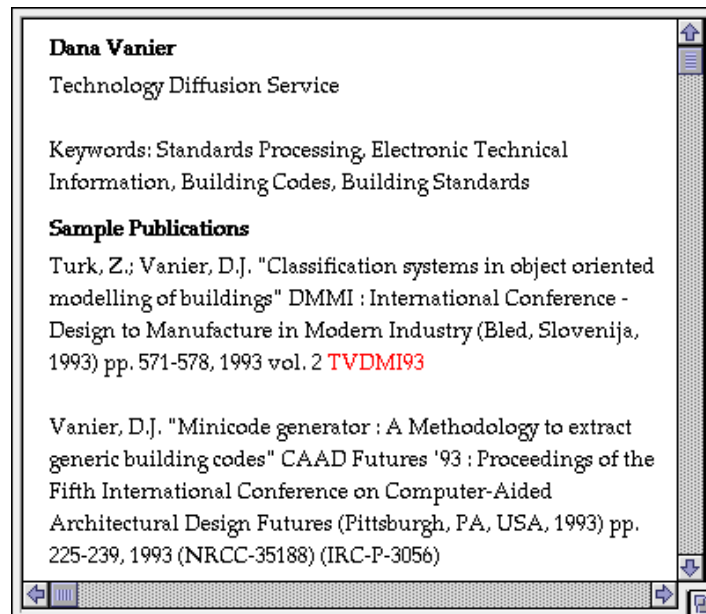 Dana Vanier
Technology Diffusion Service
Keywords: Standards Processing, Electronic Technical
Information, Building Codes, Building Standards
Sample Publications
Turk, Z.; Vanier, D.J. "Classification systems in object oriented
modelling of buildings" DMMI : International Conference -
Design to Manufacture in Modern Industry (Bled, Slovenija,
1993) pp. 571-578, 1993 vol. 2 TVDMI93
Vanier, D.J. "Minicode generator : A Methodology to extract
generic building codes" CAAD Futures '93 : Proceedings of the
Fifth International Conference on Computer-Aided
Architectural Design Futures (Pittsburgh, PA, USA, 1993) pp.
225-239, 1993 (NRCC-35188) (IRC-P-3056)